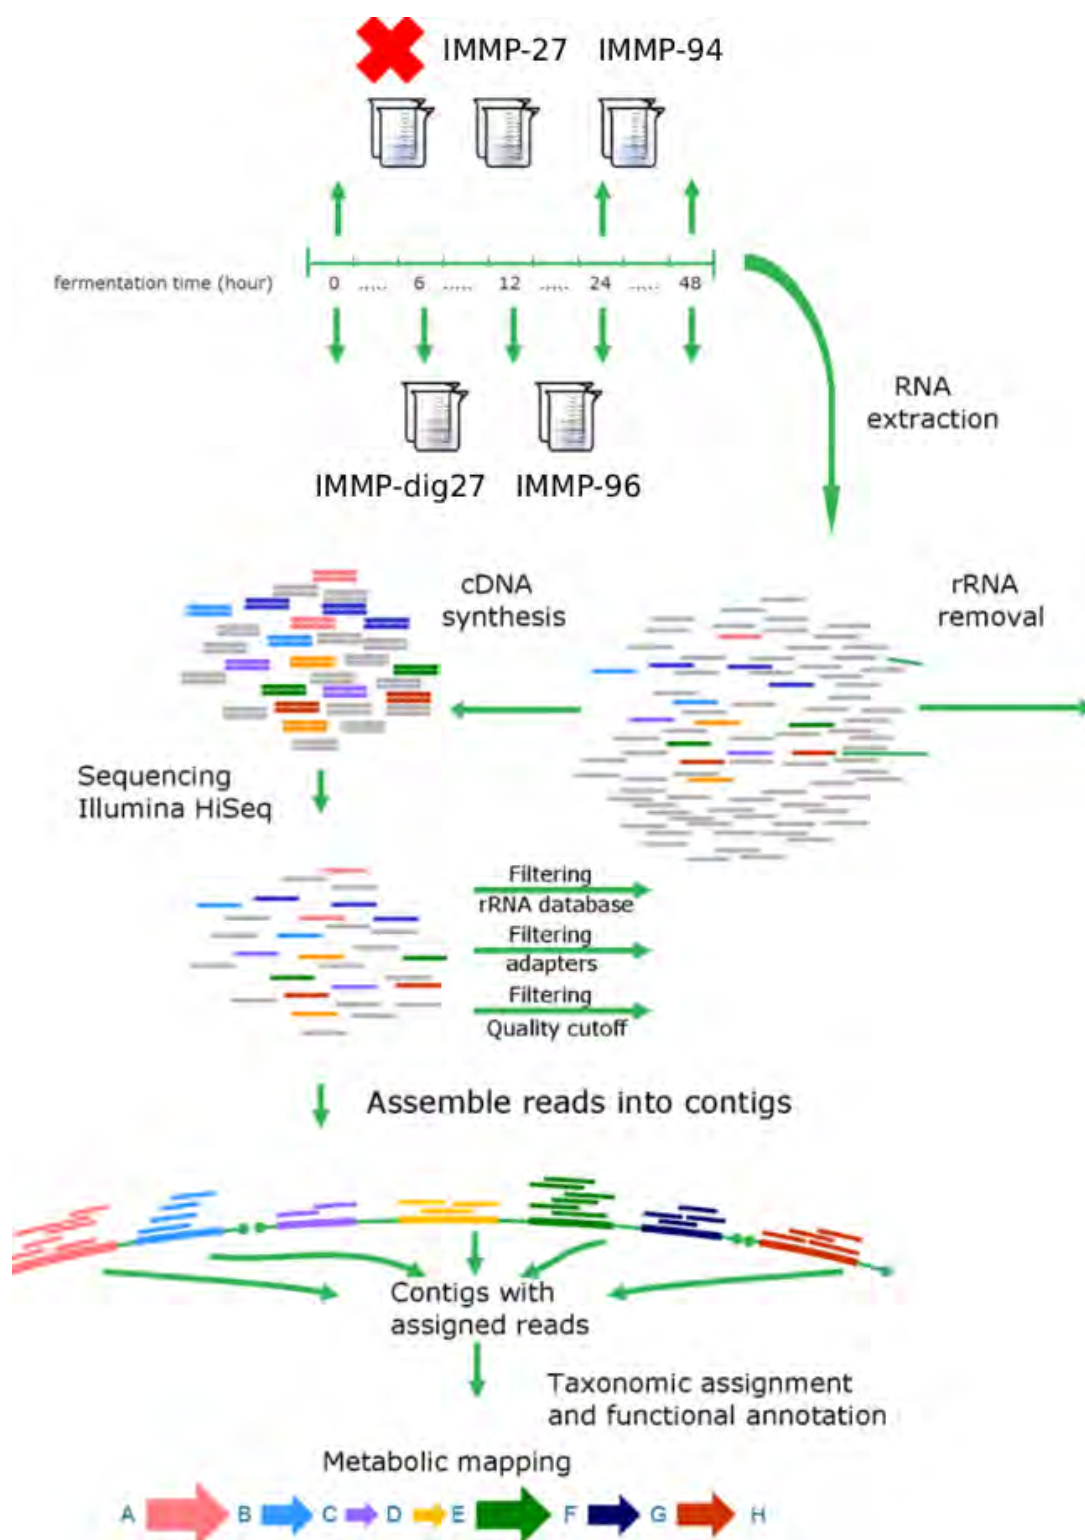 IMMP-27 IMMP-94
fermentation time (hour) 0 ..... 6 ..... 12 ..... 24 ..... 48
RNA
extraction
IMMP-dig27 IMMP-96
cDNA
synthesis
rRNA
removal
Sequencing
Illumina HiSeq
Filtering
rRNA database
Filtering
adapters
Filtering
Quality cutoff
Assemble reads into contigs
Contigs with
assigned reads
Taxonomic assignment
and functional annotation
Metabolic mapping
A B C D E F G H